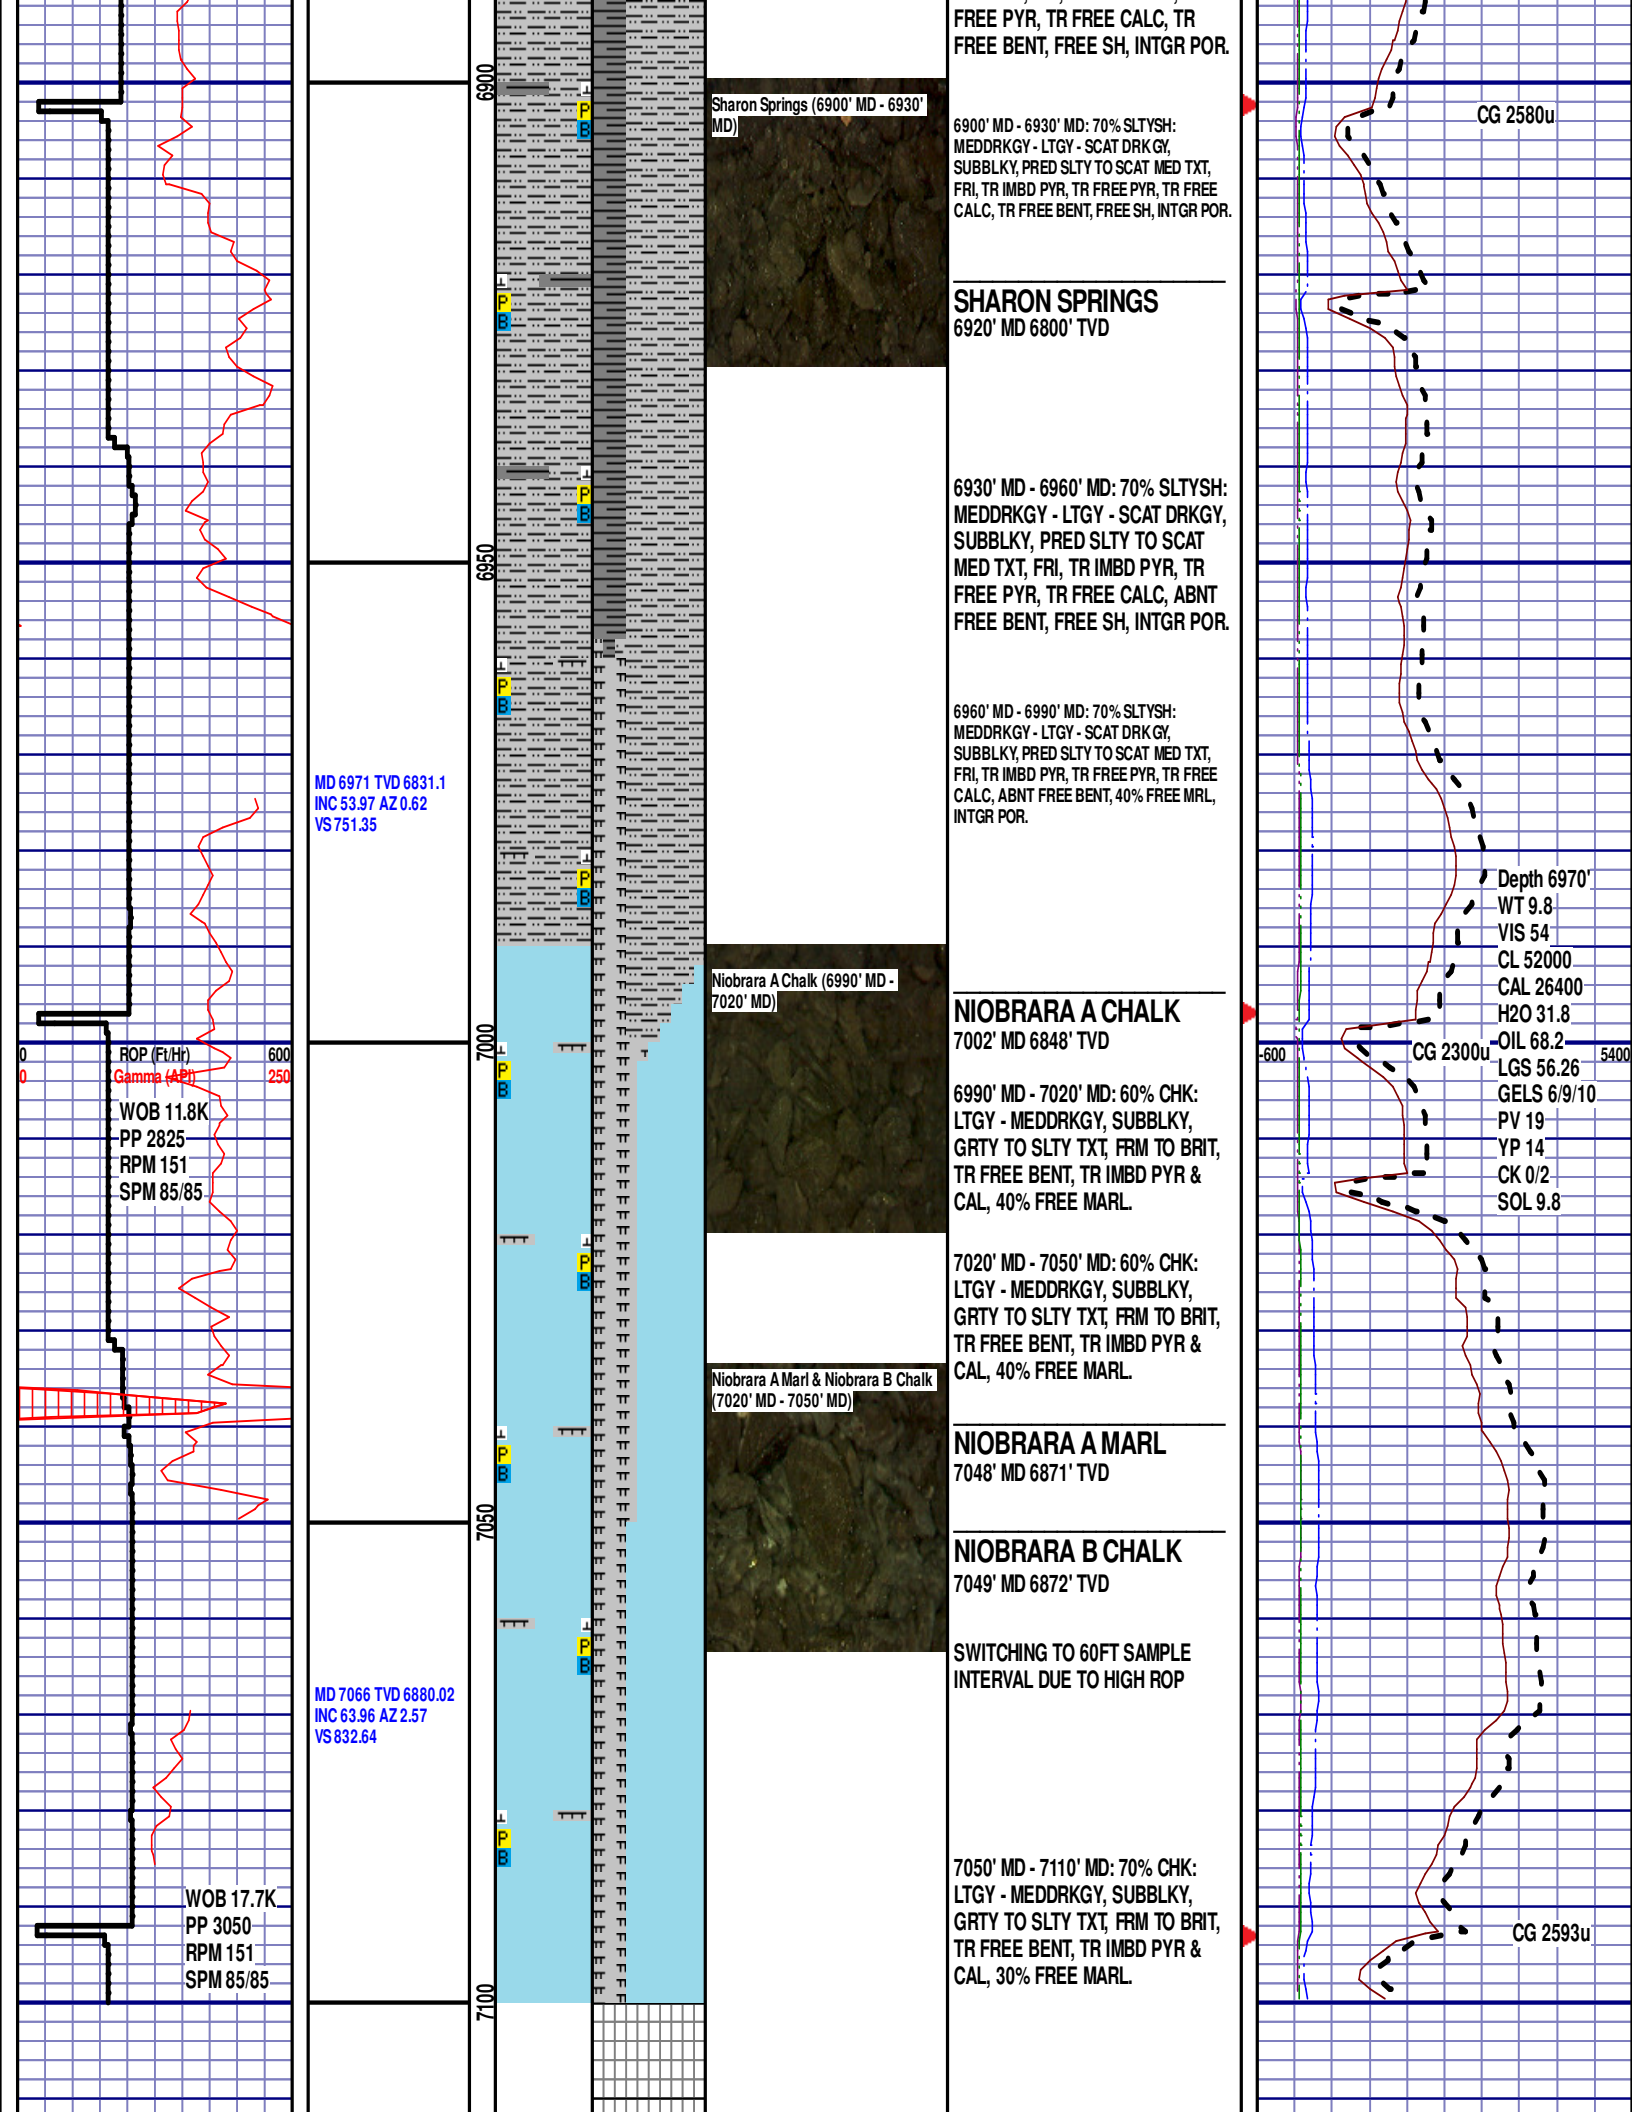 FREE PYR, TR FREE CALC, TR
FREE BENT, FREE SH, INTGR POR.
6900
Sharon Springs (6900' MD - 6930'
MD)
6900' MD - 6930' MD: 70% SLTYSH:
MEDDRKGY - LTGY - SCAT DRKGY,
SUBBLKY, PRED SLTY TO SCAT MED TXT,
FRI, TR IMBD PYR, TR FREE PYR, TR FREE
CALC, TR FREE BENT, FREE SH, INTGR POR.
CG 2580u
P
B
SHARON SPRINGS
6920' MD 6800' TVD
P
B
6930' MD - 6960' MD: 70% SLTYSH:
MEDDRKGY - LTGY - SCAT DRKGY,
SUBBLKY, PRED SLTY TO SCAT
MED TXT, FRI, TR IMBD PYR, TR
FREE PYR, TR FREE CALC, ABNT
FREE BENT, FREE SH, INTGR POR.
P
B
6950
P
B
6960' MD - 6990' MD: 70% SLTYSH:
MEDDRKGY - LTGY - SCAT DRKGY,
SUBBLKY, PRED SLTY TO SCAT MED TXT,
FRI, TR IMBD PYR, TR FREE PYR, TR FREE
CALC, ABNT FREE BENT, 40% FREE MRL,
INTGR POR.
MD 6971 TVD 6831.1
INC 53.97 AZ 0.62
VS 751.35
P
B
Depth 6970'
WT 9.8
VIS 54
CL 52000
CAL 26400
H2O 31.8
OIL 68.2
LGS 56.26
GELS 6/9/10
PV 19
YP 14
CK 0/2
SOL 9.8
Niobrara A Chalk (6990' MD -
7020' MD)
NIOBRARA A CHALK
7002' MD 6848' TVD
7000
0 ROP (Ft/Hr) 600
0 Gamma (API) 250
-600 CG 2300u 5400
WOB 11.8K
PP 2825
RPM 151
SPM 85/85
P
B
6990' MD - 7020' MD: 60% CHK:
LTGY - MEDDRKGY, SUBBLKY,
GRTY TO SLTY TXT, FRM TO BRIT,
TR FREE BENT, TR IMBD PYR &
CAL, 40% FREE MARL.
P
B
7020' MD - 7050' MD: 60% CHK:
LTGY - MEDDRKGY, SUBBLKY,
GRTY TO SLTY TXT, FRM TO BRIT,
TR FREE BENT, TR IMBD PYR &
CAL, 40% FREE MARL.
Niobrara A Marl & Niobrara B Chalk
(7020' MD - 7050' MD)
NIOBRARA A MARL
7048' MD 6871' TVD
P
B
7050
NIOBRARA B CHALK
7049' MD 6872' TVD
SWITCHING TO 60FT SAMPLE
INTERVAL DUE TO HIGH ROP
P
B
MD 7066 TVD 6880.02
INC 63.96 AZ 2.57
VS 832.64
P
B
7050' MD - 7110' MD: 70% CHK:
LTGY - MEDDRKGY, SUBBLKY,
GRTY TO SLTY TXT, FRM TO BRIT,
TR FREE BENT, TR IMBD PYR &
CAL, 30% FREE MARL.
WOB 17.7K
PP 3050
RPM 151
SPM 85/85
CG 2593u
7100